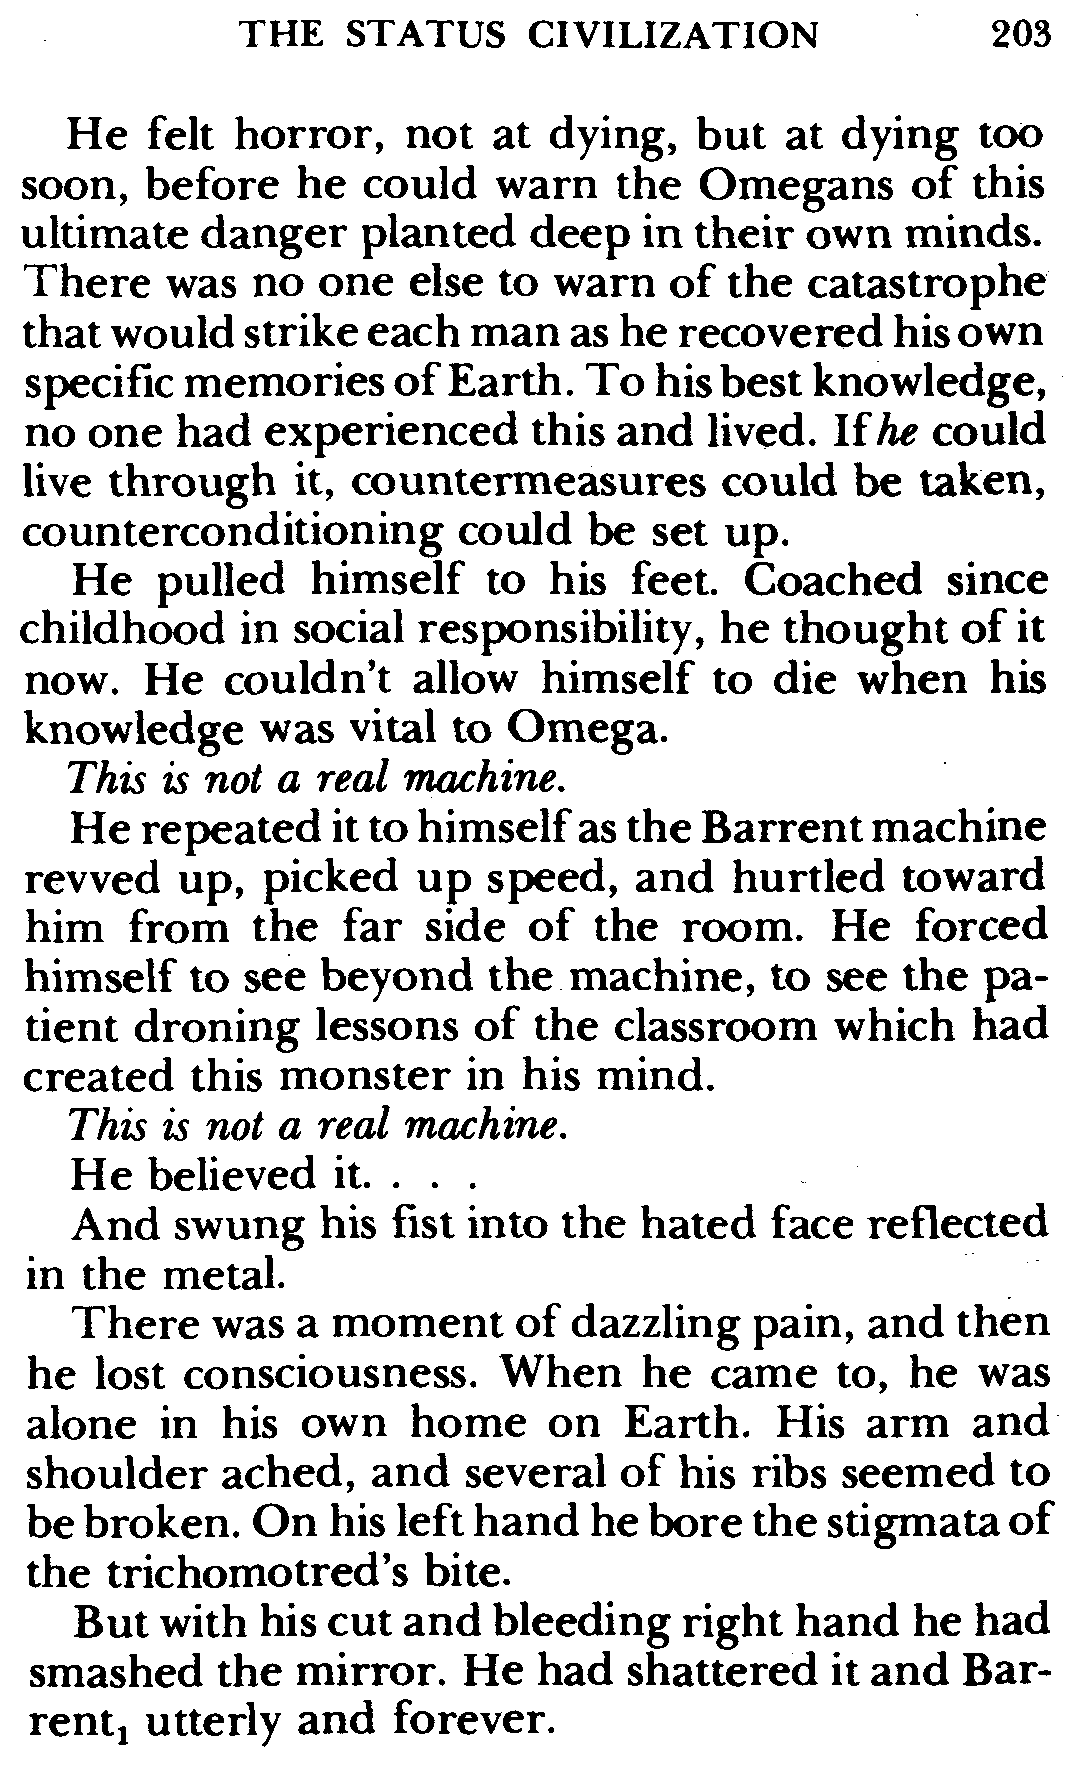 THE STATUS CIVILIZATION 203
He felt horror, not at dying, but at dying too
soon, before he could warn the Omegans of this
ultimate danger planted deep in their own minds.
There was no one else to warn of the catastrophe
that would strike each man as he recovered his own
specific memories of Earth. To his best knowledge,
no one had experienced this and lived. If he could
live through it, countermeasures could be taken,
counterconditioning could be set up.
He pulled himself to his feet. Coached since
childhood in social responsibility, he thought of it
now. He couldn't allow himself to die when his
knowledge was vital to Omega.
This is not a real machine.
He repeated it to himself as the Barrent machine
revved up, picked up speed, and hurtled toward
him from the far side of the room. He forced
himself to see beyond the machine, to see the pa-
tient droning lessons of the classroom which had
created this monster in his mind.
This is not a real machine.
He believed it. . . .
And swung his fist into the hated face reflected
in the metal.
There was a moment of dazzling pain, and then
he lost consciousness. When he came to, he was
alone in his own home on Earth. His arm and
shoulder ached, and several of his ribs seemed to
be broken. On his left hand he bore the stigmata of
the trichomotred's bite.
But with his cut and bleeding right hand he had
smashed the mirror. He had shattered it and Bar-
rent₁ utterly and forever.